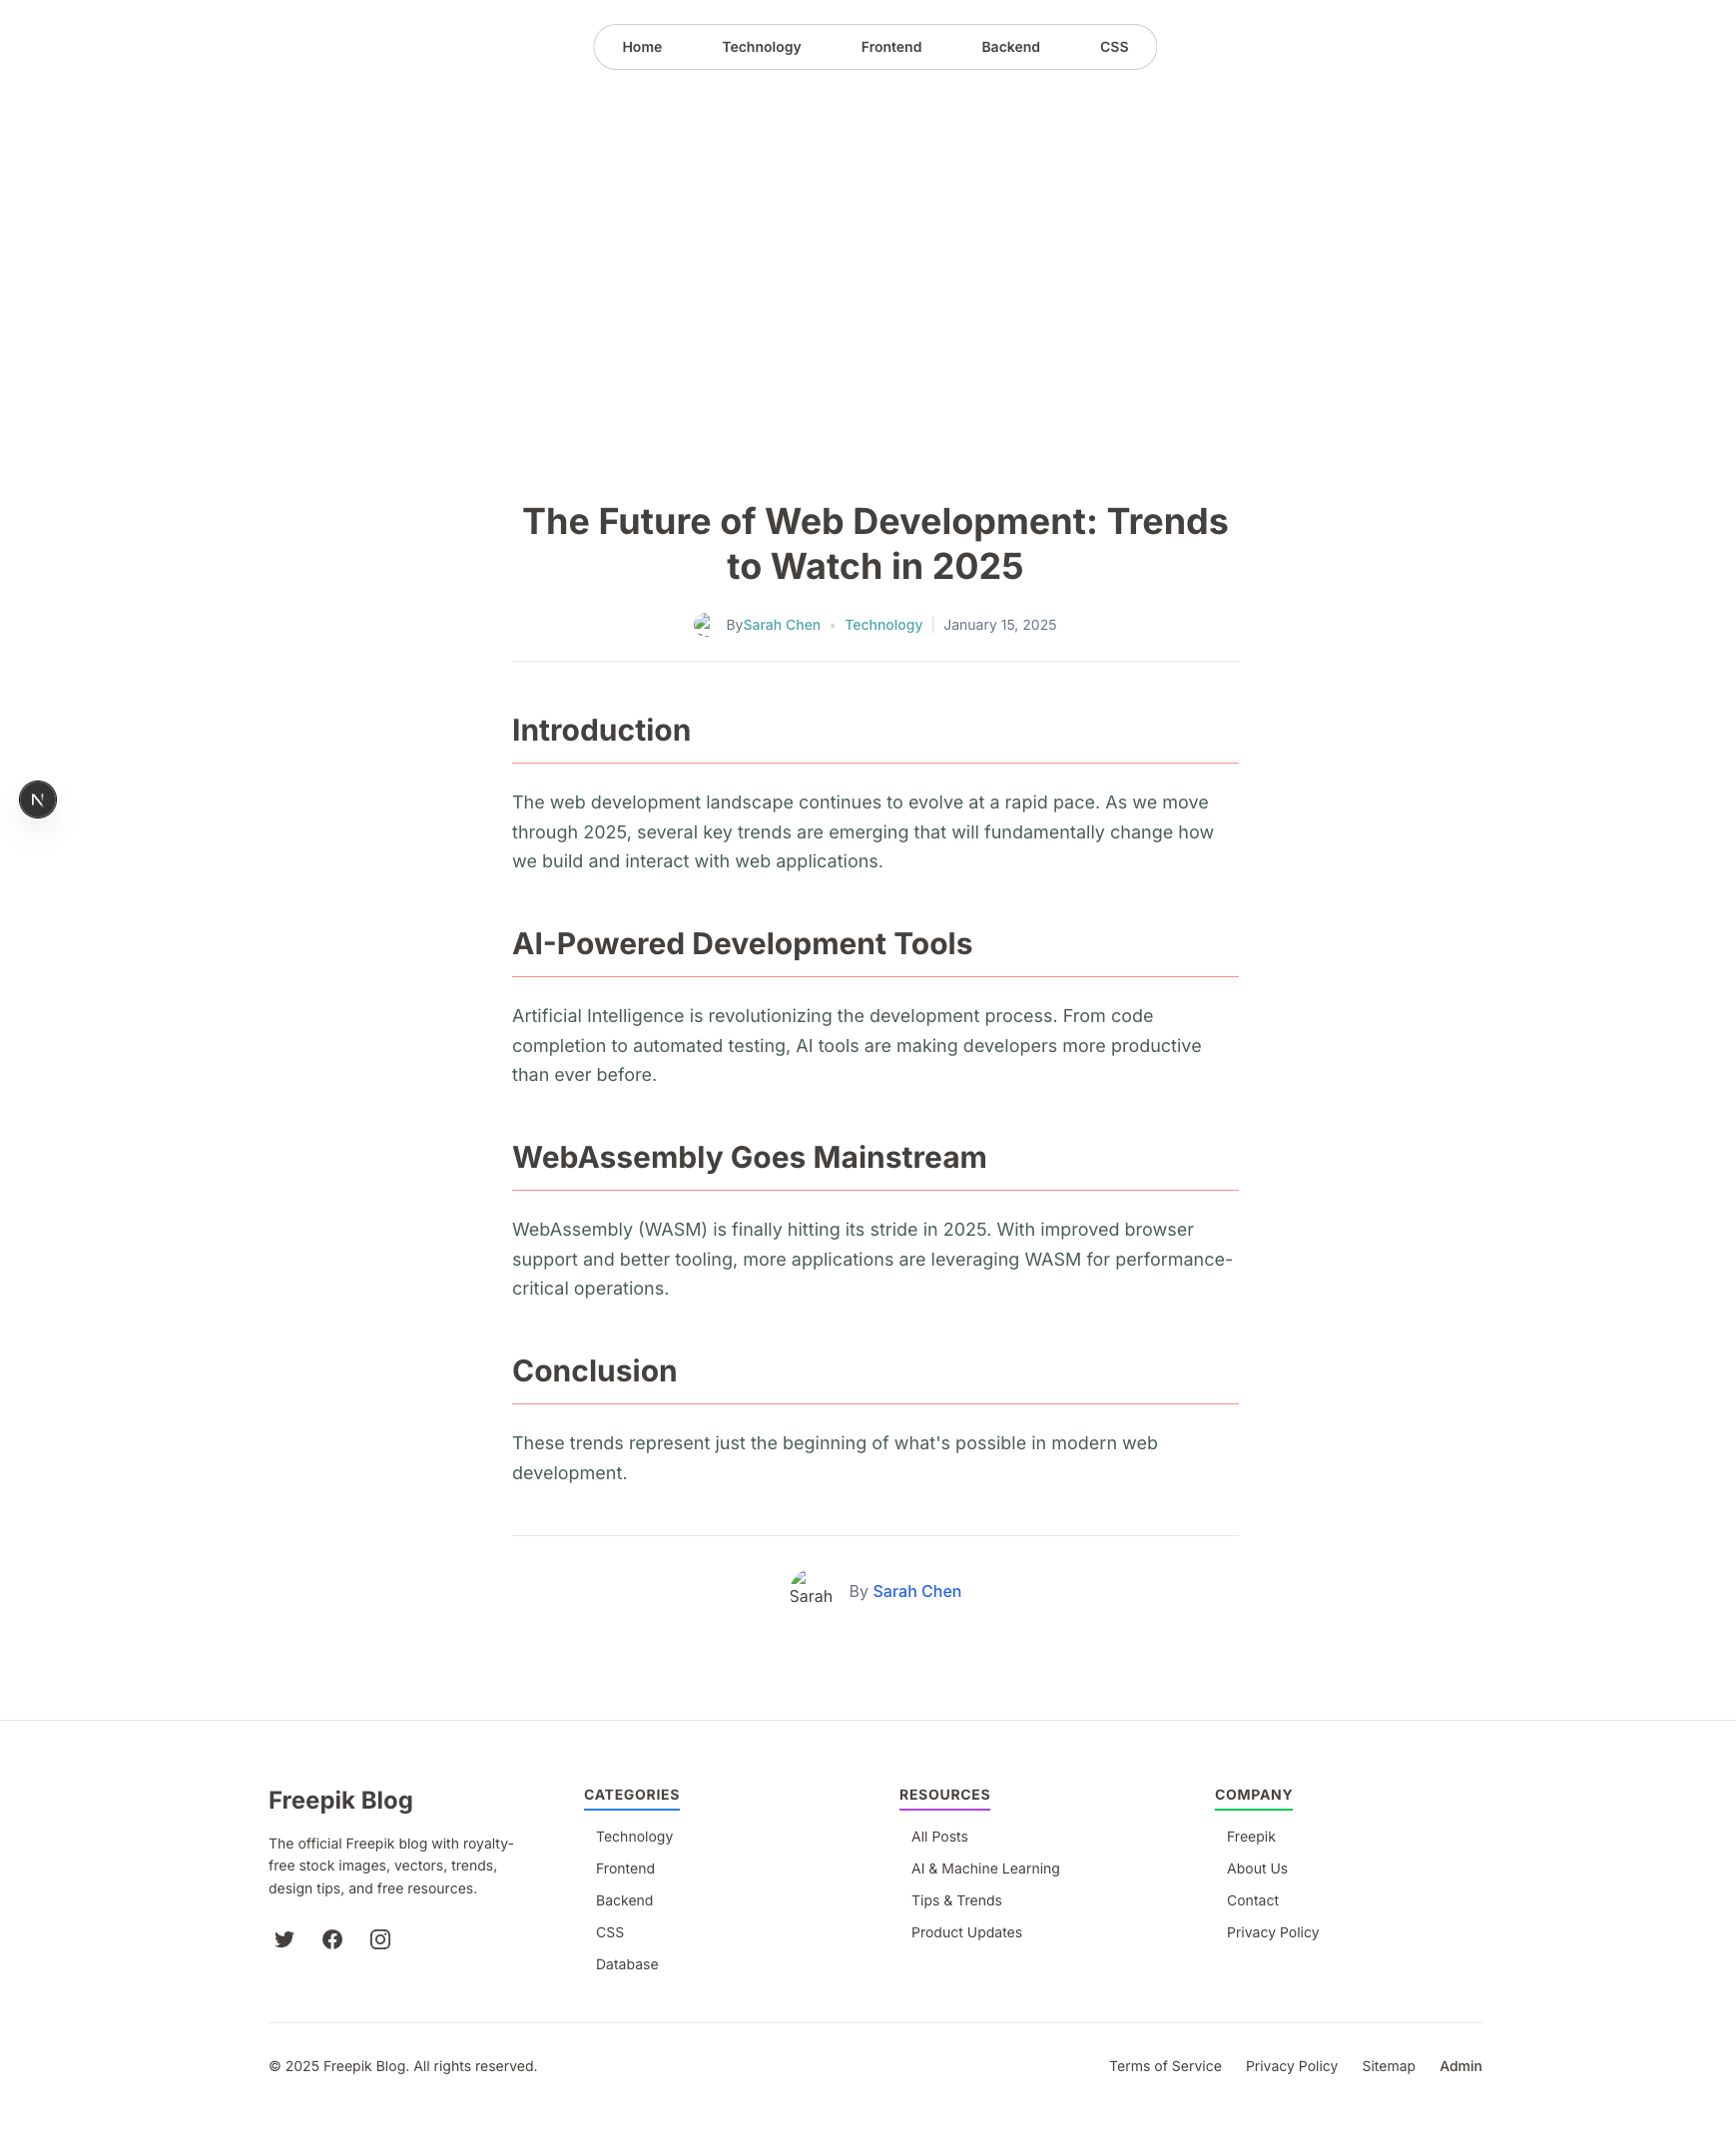 Home Technology Frontend Backend CSS
The Future of Web Development: Trends
to Watch in 2025
BySarah Chen • Technology | January 15, 2025
Introduction
The web development landscape continues to evolve at a rapid pace. As we move
through 2025, several key trends are emerging that will fundamentally change how
we build and interact with web applications.
N
AI-Powered Development Tools
Artificial Intelligence is revolutionizing the development process. From code
completion to automated testing, AI tools are making developers more productive
than ever before.
WebAssembly Goes Mainstream
WebAssembly (WASM) is finally hitting its stride in 2025. With improved browser
support and better tooling, more applications are leveraging WASM for performance-
critical operations.
Conclusion
These trends represent just the beginning of what's possible in modern web
development.
Sarah By Sarah Chen
Freepik Blog
The official Freepik blog with royalty-
free stock images, vectors, trends,
design tips, and free resources.
CATEGORIES
Technology
Frontend
Backend
CSS
Database
RESOURCES
All Posts
AI & Machine Learning
Tips & Trends
Product Updates
COMPANY
Freepik
About Us
Contact
Privacy Policy
© 2025 Freepik Blog. All rights reserved.
Terms of Service Privacy Policy Sitemap Admin